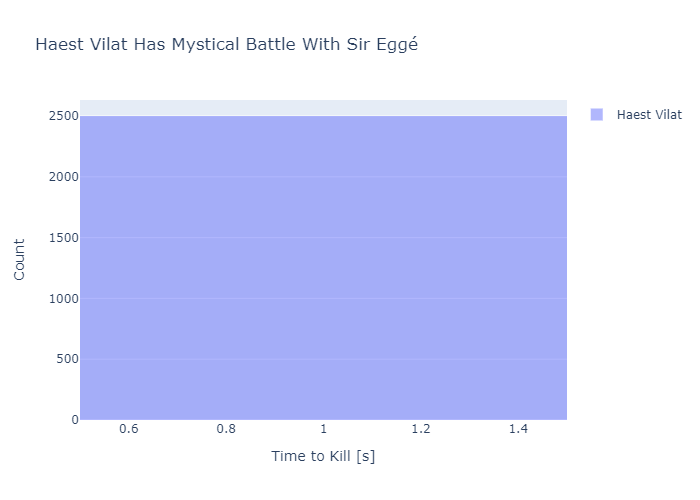 Haest Vilat Has Mystical Battle With Sir Eggé
2500
2000
1500
1000
500
0
Count
0.6 0.8 1 1.2 1.4
Time to Kill [s]
Haest Vilat